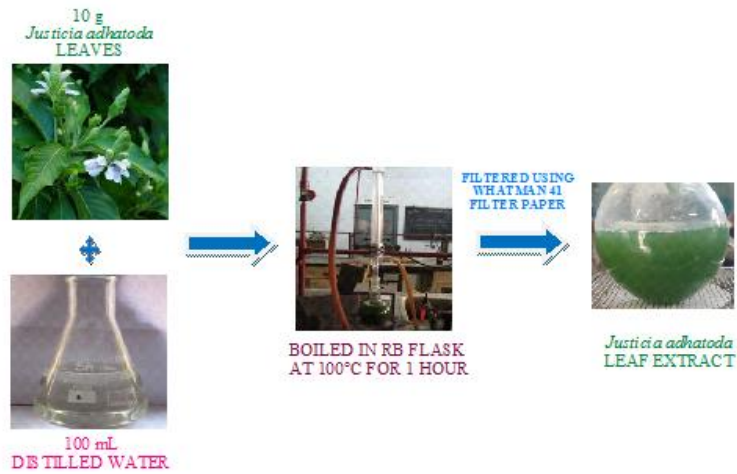 10 g
Justicia adhatoda
LEAVES
100 mL
DISTILLED WATER
BOILED IN RB FLASK
AT 100°C FOR 1 HOUR
FILTERED USING
WHATMAN 41
FILTER PAPER
Justicia adhatoda
LEAF EXTRACT